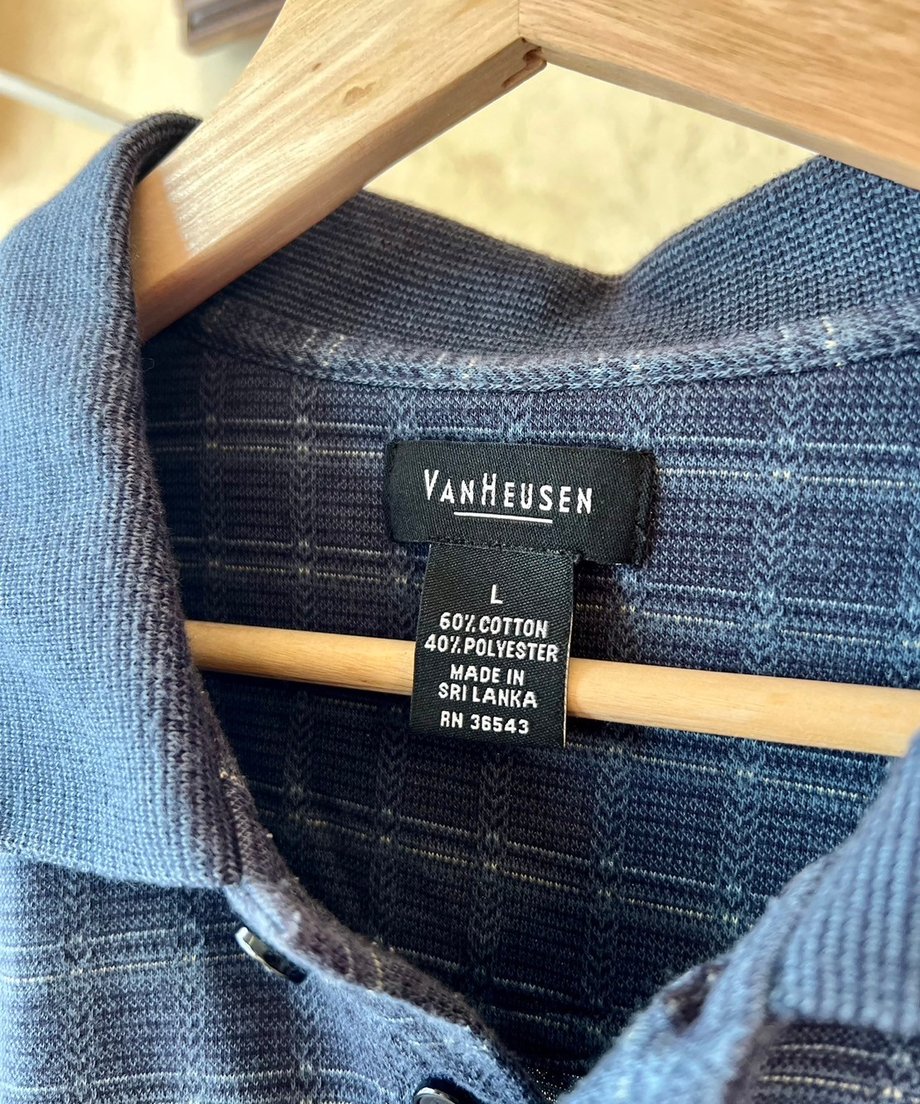 VANHEUSEN
L
60% COTTON
40% POLYESTER
MADE IN
SRI LANKA
RN 36543